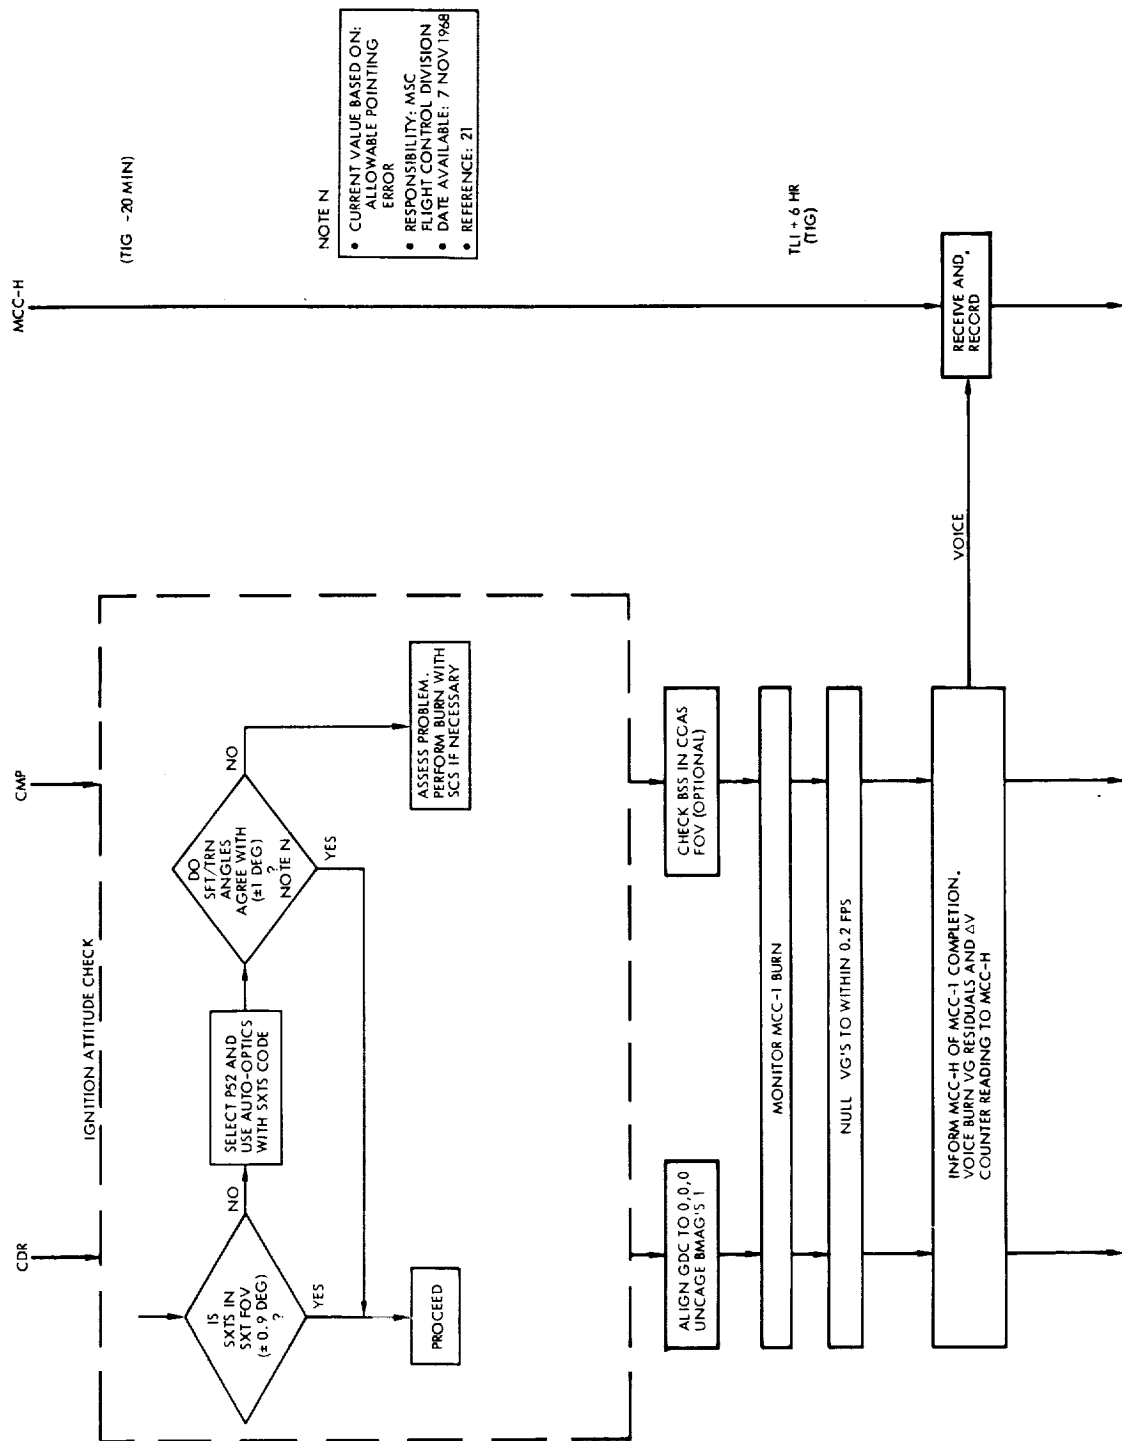 CDR
CMP
MCC-H
IGNITION ATTITUDE CHECK
(TIG -20 MIN)
IS
SXTS IN
SXT FOV
(± 0.9 DEG)
?
NO
YES
SELECT P52 AND
USE AUTO-OPTICS
WITH SXTS CODE
DO
SFT/TRN
ANGLES
AGREE WITH
(±1 DEG)
?
NOTE N
NO
YES
PROCEED
ASSESS PROBLEM.
PERFORM BURN WITH
SCS IF NECESSARY
NOTE N
• CURRENT VALUE BASED ON:
ALLOWABLE POINTING
ERROR
• RESPONSIBILITY: MSC
FLIGHT CONTROL DIVISION
• DATE AVAILABLE: 7 NOV 1968
• REFERENCE: 21
ALIGN GDC TO 0,0,0
UNCAGE BMAG'S 1
CHECK BSS IN COAS
FOV (OPTIONAL)
MONITOR MCC-1 BURN
TLI + 6 HR
(TIG)
NULL VG'S TO WITHIN 0.2 FPS
INFORM MCC-H OF MCC-1 COMPLETION.
VOICE BURN VG RESIDUALS AND ΔV
COUNTER READING TO MCC-H
VOICE
RECEIVE AND,
RECORD